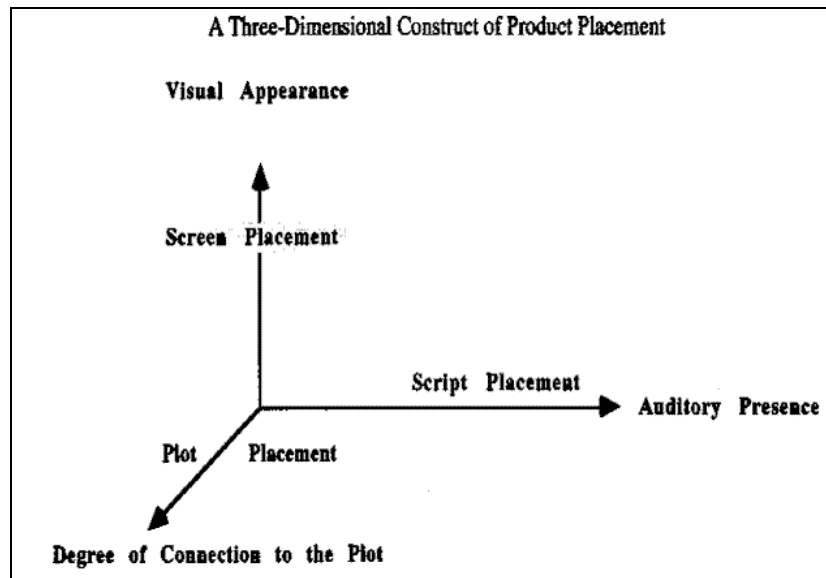 A Three-Dimensional Construct of Product Placement
Visual Appearance
Screen Placement
Script Placement
Auditory Presence
Plot Placement
Degree of Connection to the Plot